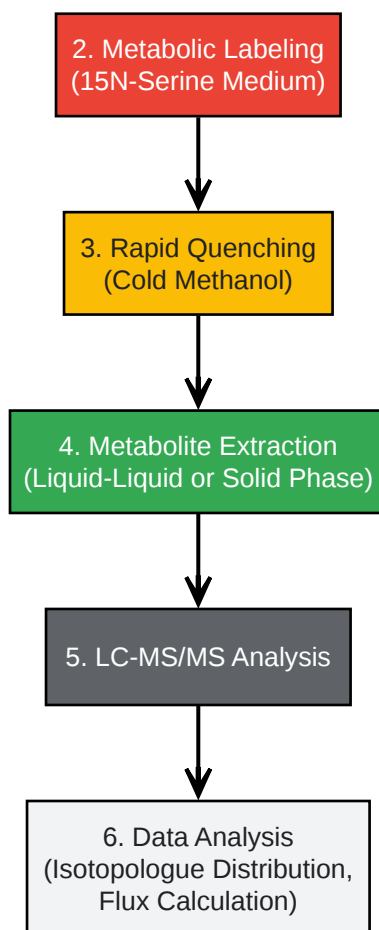 2. Metabolic Labeling
(15N-Serine Medium)
3. Rapid Quenching
(Cold Methanol)
4. Metabolite Extraction
(Liquid-Liquid or Solid Phase)
5. LC-MS/MS Analysis
6. Data Analysis
(Isotopologue Distribution,
Flux Calculation)